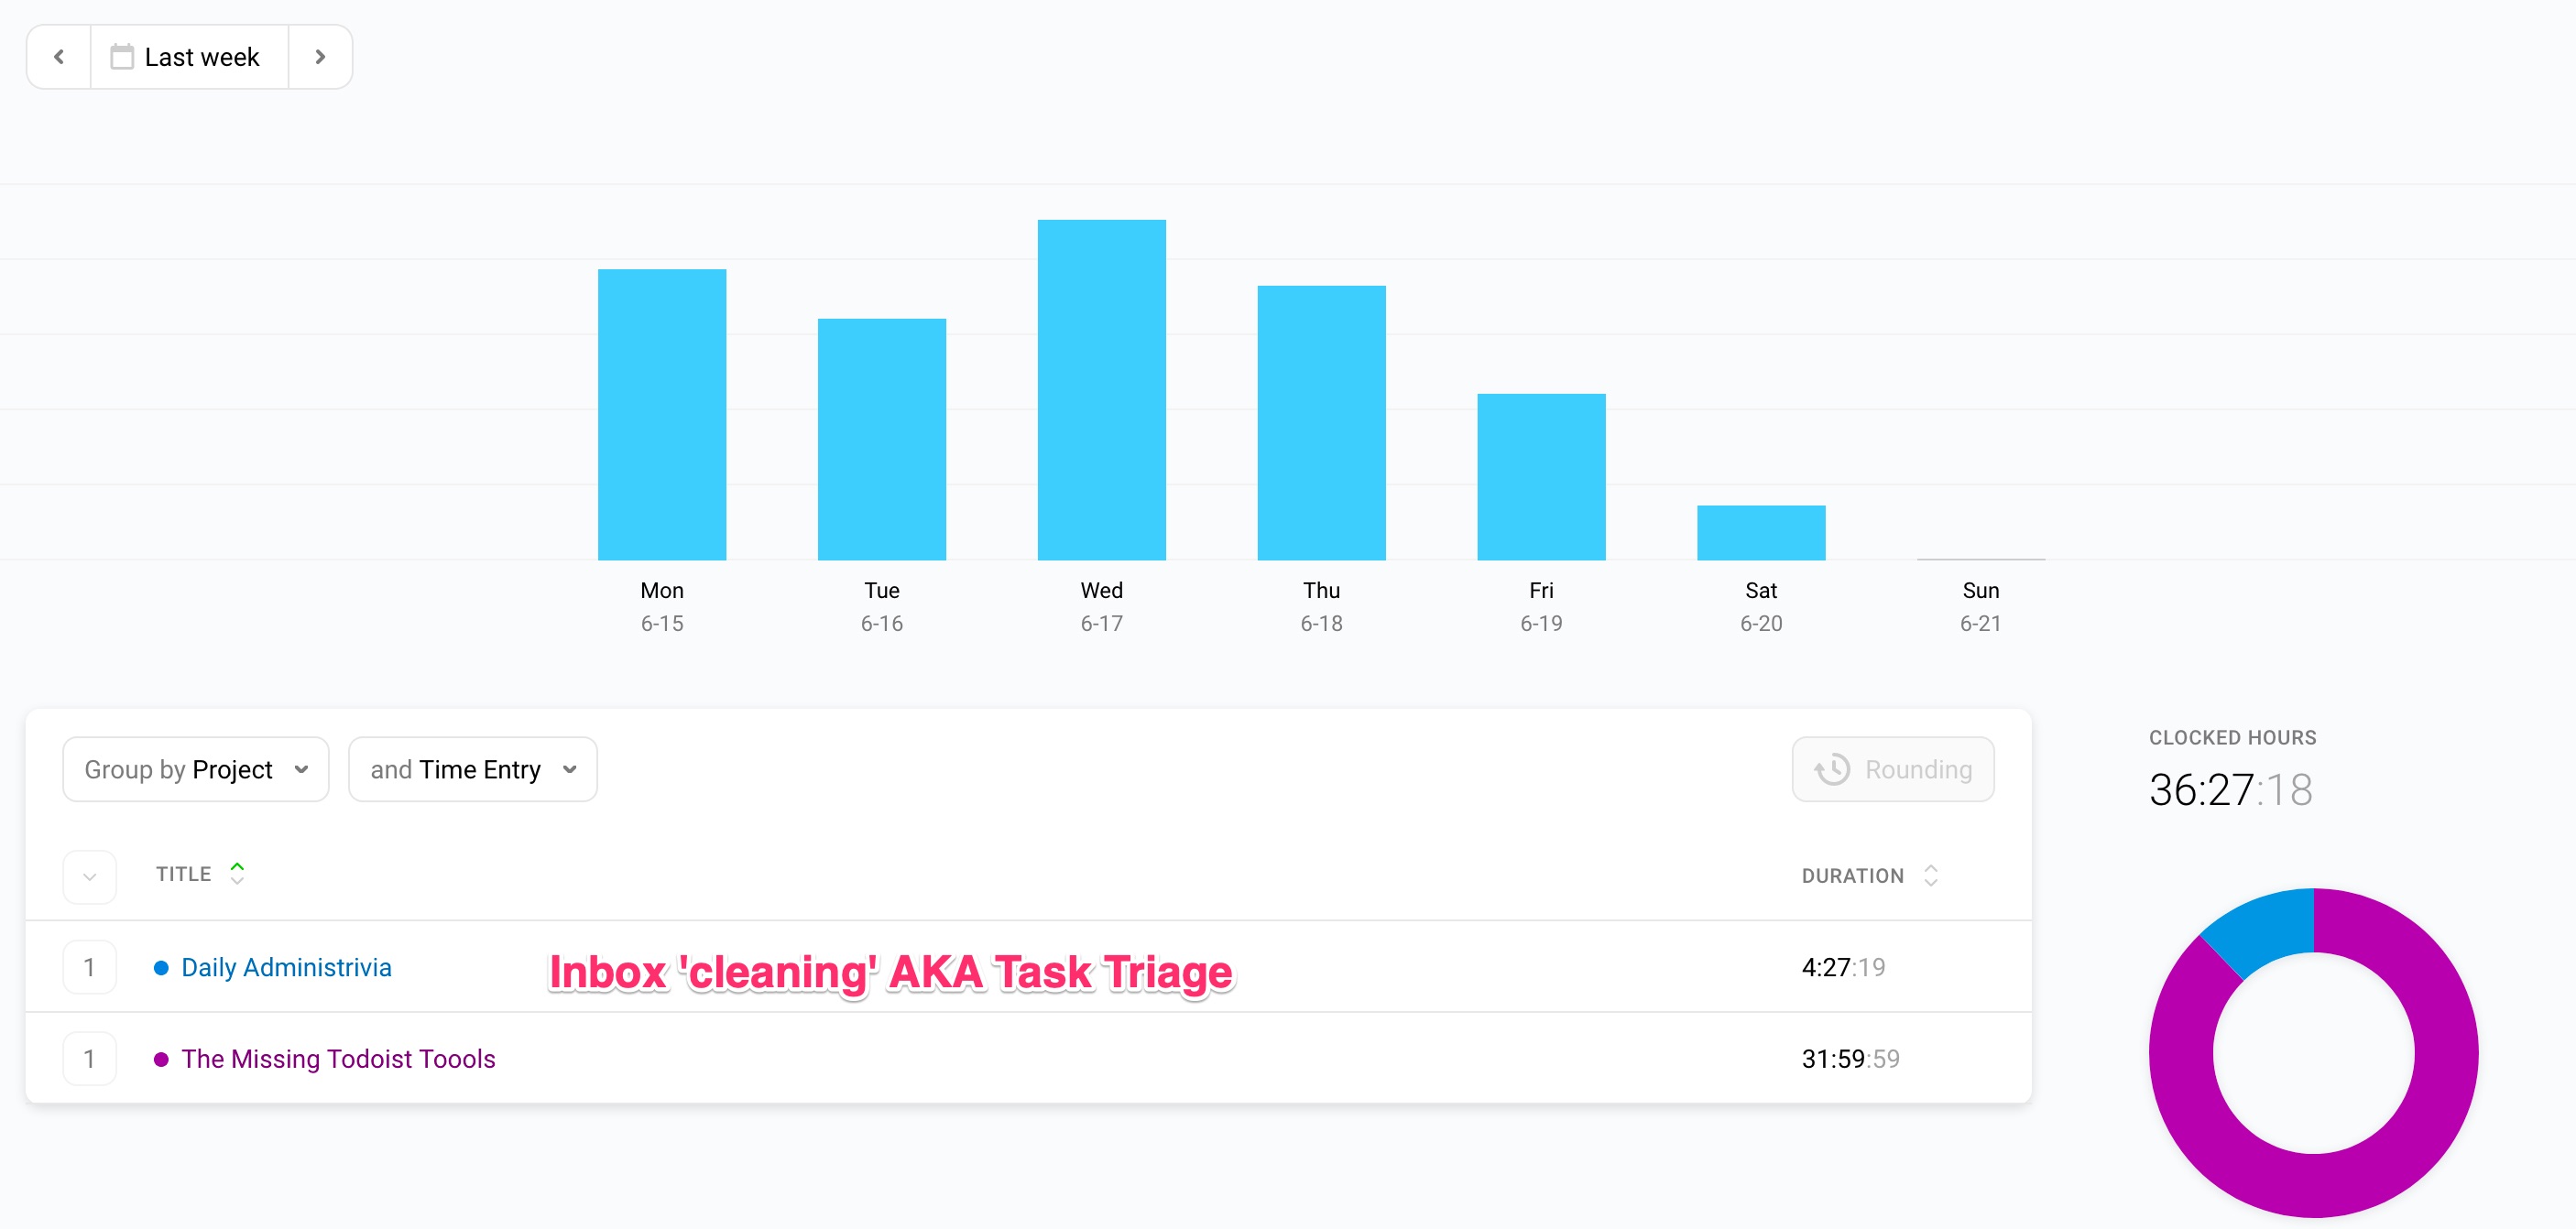 Last week
Mon Tue Wed Thu Fri Sat Sun
6-15 6-16 6-17 6-18 6-19 6-20 6-21
Group by Project and Time Entry Rounding
CLOCKED HOURS
36:27:18
TITLE DURATION
1 Daily Administrivia Inbox 'cleaning' AKA Task Triage 4:27:19
1 The Missing Todoist Toools 31:59:59